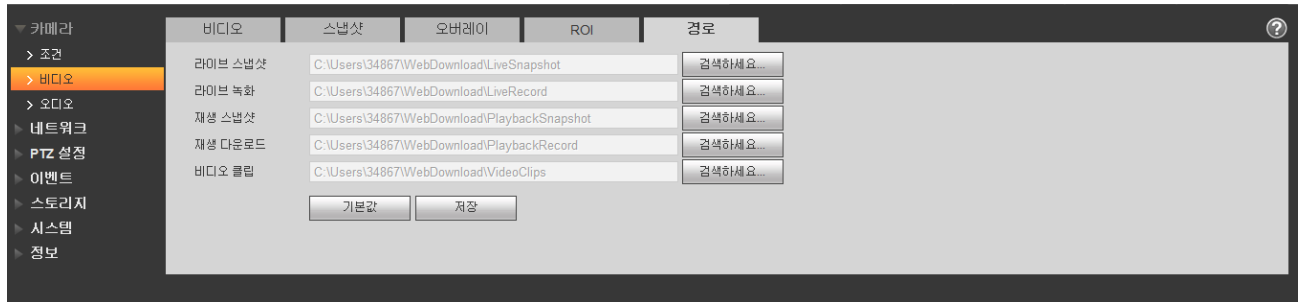 카메라
비디오 스냅샷 오버레이 ROI 경로
조건
비디오
오디오
네트워크
PTZ 설정
이벤트
스토리지
시스템
정보
라이브 스냅샷 C:\Users\34867\WebDownload\LiveSnapshot 검색하세요...
라이브 녹화 C:\Users\34867\WebDownload\LiveRecord 검색하세요...
재생 스냅샷 C:\Users\34867\WebDownload\PlaybackSnapshot 검색하세요...
재생 다운로드 C:\Users\34867\WebDownload\PlaybackRecord 검색하세요...
비디오 클립 C:\Users\34867\WebDownload\VideoClips 검색하세요...
기본값 저장
?